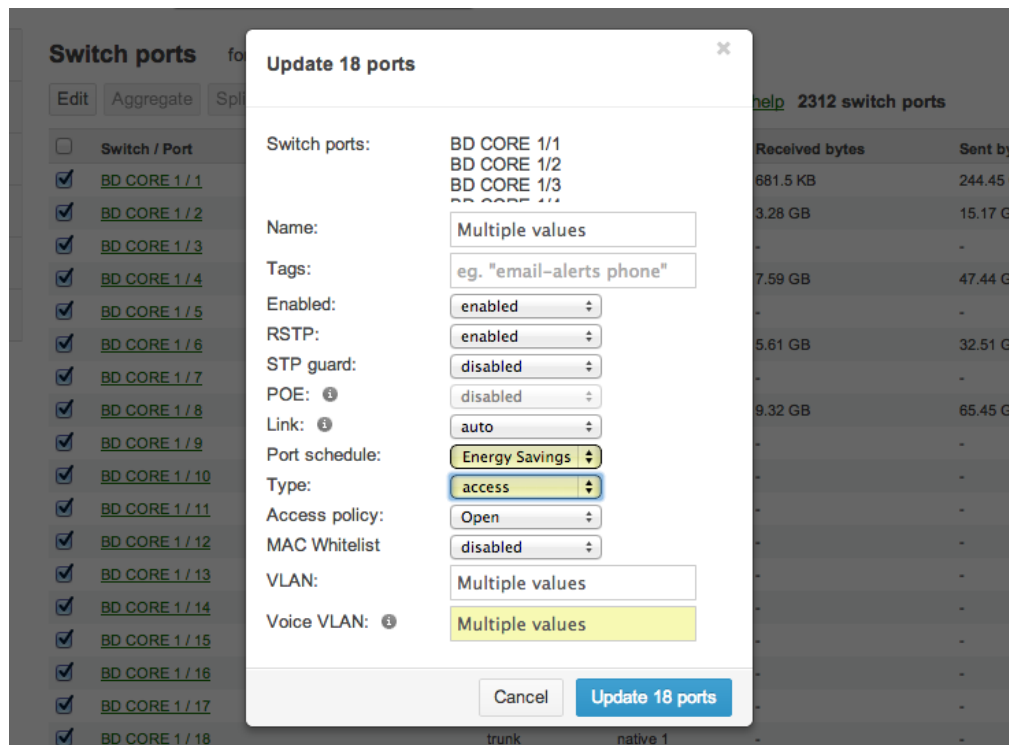 Switch ports for
Edit Aggregate Spli help 2312 switch ports
Switch / Port Received bytes Sent by
BD CORE 1 / 1 681.5 KB 244.45
BD CORE 1 / 2 3.28 GB 15.17 G
BD CORE 1 / 3 - -
BD CORE 1 / 4 7.59 GB 47.44 G
BD CORE 1 / 5 - -
BD CORE 1 / 6 5.61 GB 32.51 G
BD CORE 1 / 7 - -
BD CORE 1 / 8 9.32 GB 65.45 G
BD CORE 1 / 9 - -
BD CORE 1 / 10 - -
BD CORE 1 / 11 - -
BD CORE 1 / 12 - -
BD CORE 1 / 13 - -
BD CORE 1 / 14 - -
BD CORE 1 / 15 - -
BD CORE 1 / 16 - -
BD CORE 1 / 17 - -
BD CORE 1 / 18 trunk native 1 - -
Update 18 ports ×
Switch ports: BD CORE 1/1
BD CORE 1/2
BD CORE 1/3
BD CORE 1/4
Name: Multiple values
Tags: eg. "email-alerts phone"
Enabled: enabled
RSTP: enabled
STP guard: disabled
POE: disabled
Link: auto
Port schedule: Energy Savings
Type: access
Access policy: Open
MAC Whitelist disabled
VLAN: Multiple values
Voice VLAN: Multiple values
Cancel Update 18 ports